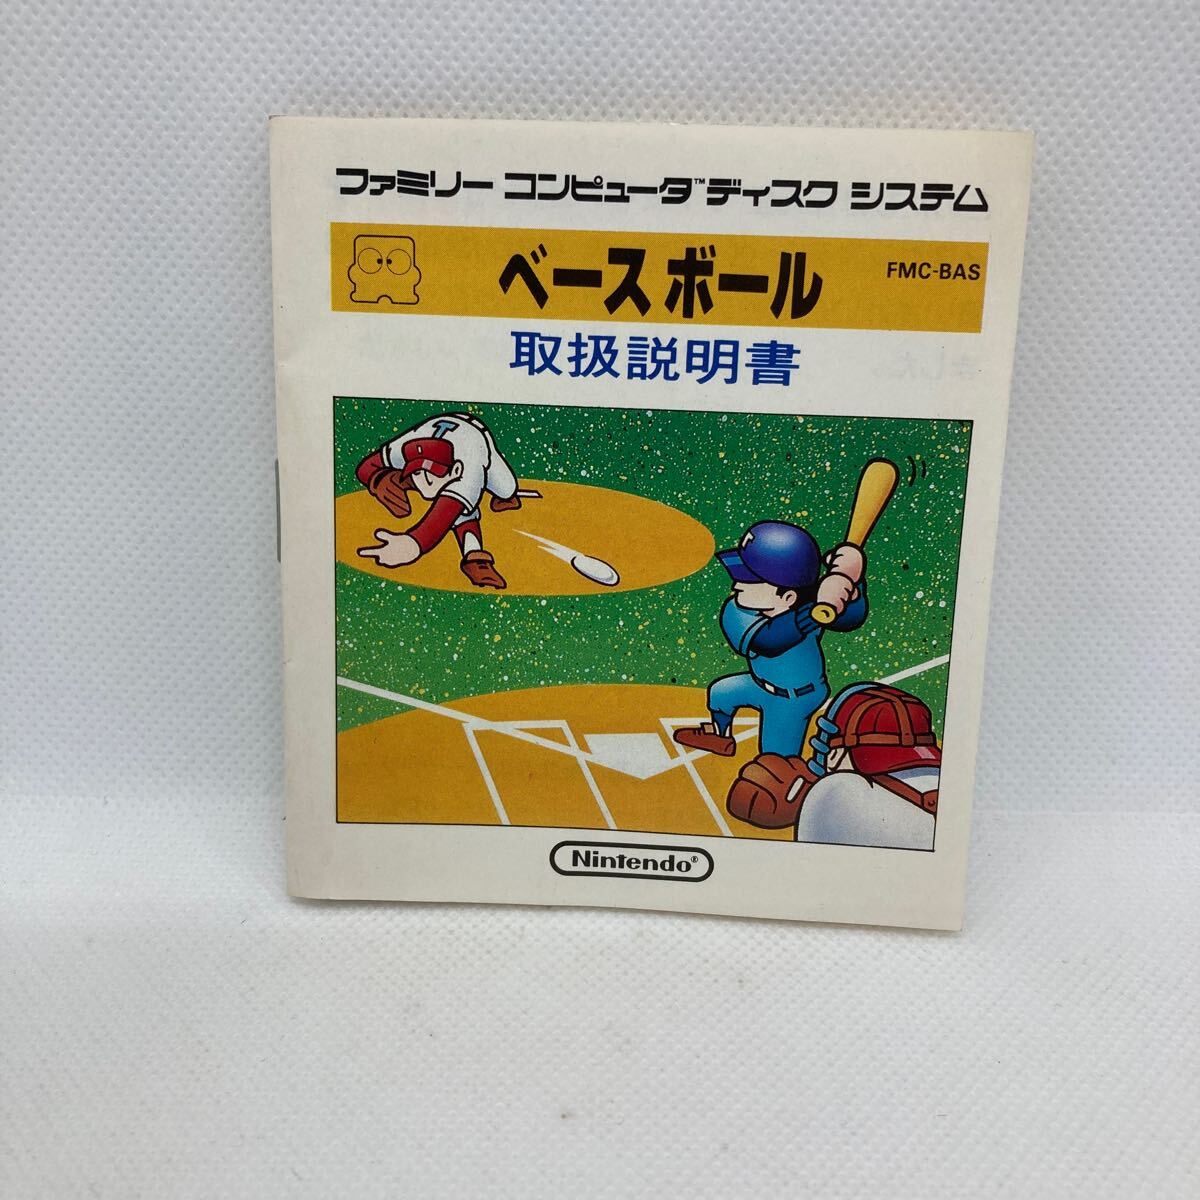 ファミリー コンピュータ™ ディスク システム
ベースボール
FMC-BAS
取扱説明書
T
T
Nintendo®